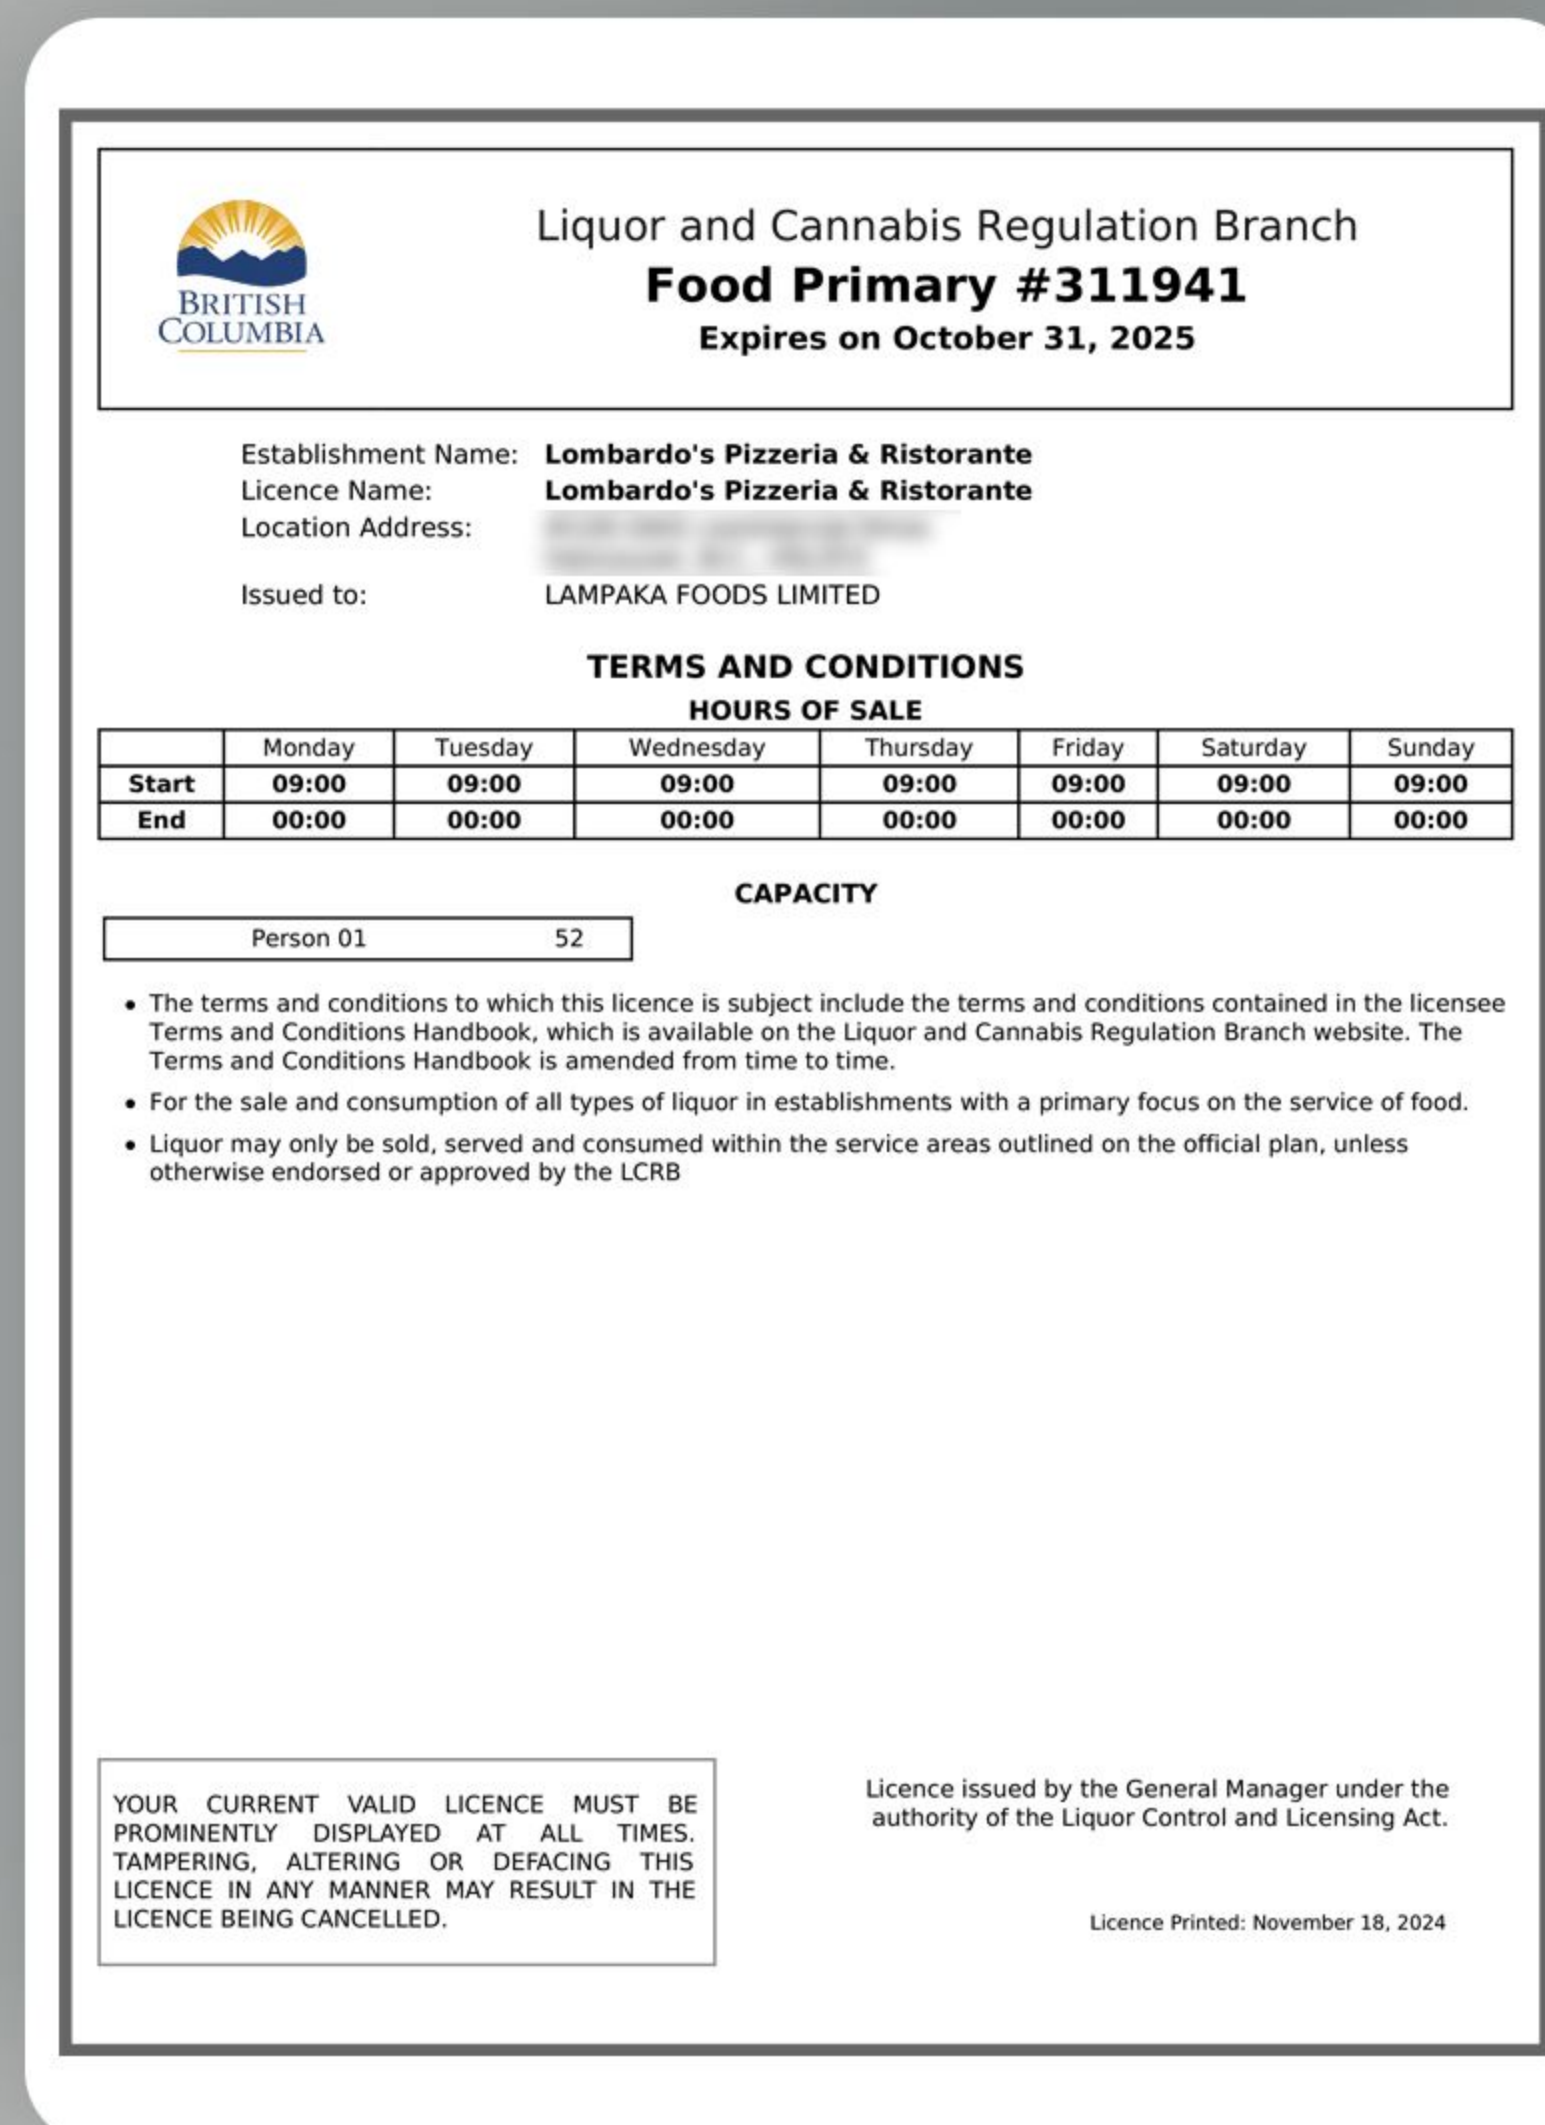 BRITISH
COLUMBIA
Liquor and Cannabis Regulation Branch
Food Primary #311941
Expires on October 31, 2025
Establishment Name: Lombardo's Pizzeria & Ristorante
Licence Name: Lombardo's Pizzeria & Ristorante
Location Address:
Issued to: LAMPAKA FOODS LIMITED
TERMS AND CONDITIONS
HOURS OF SALE
Monday Tuesday Wednesday Thursday Friday Saturday Sunday
Start 09:00 09:00 09:00 09:00 09:00 09:00 09:00
End 00:00 00:00 00:00 00:00 00:00 00:00 00:00
CAPACITY
Person 01 52
• The terms and conditions to which this licence is subject include the terms and conditions contained in the licensee
Terms and Conditions Handbook, which is available on the Liquor and Cannabis Regulation Branch website. The
Terms and Conditions Handbook is amended from time to time.
• For the sale and consumption of all types of liquor in establishments with a primary focus on the service of food.
• Liquor may only be sold, served and consumed within the service areas outlined on the official plan, unless
otherwise endorsed or approved by the LCRB
YOUR CURRENT VALID LICENCE MUST BE
PROMINENTLY DISPLAYED AT ALL TIMES.
TAMPERING, ALTERING OR DEFACING THIS
LICENCE IN ANY MANNER MAY RESULT IN THE
LICENCE BEING CANCELLED.
Licence issued by the General Manager under the
authority of the Liquor Control and Licensing Act.
Licence Printed: November 18, 2024